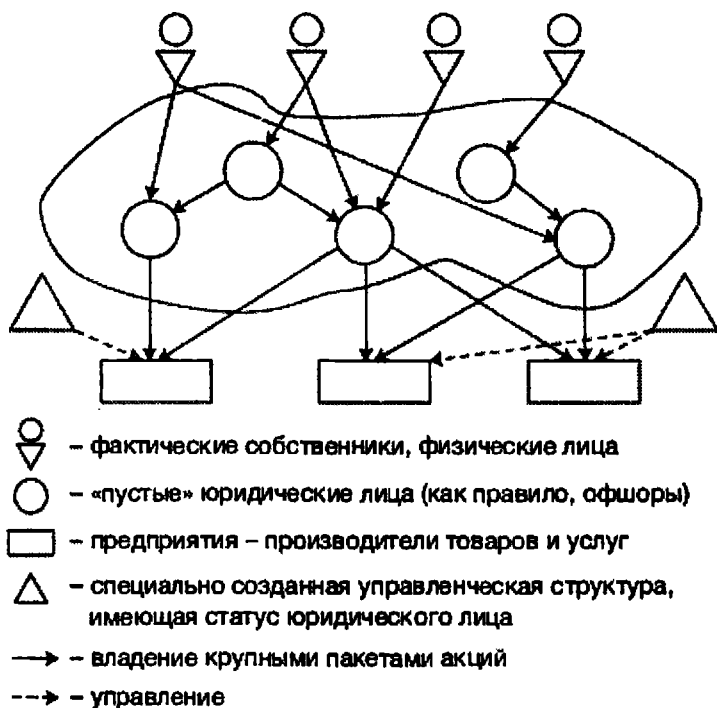 – фактические собственники, физические лица
– «пустые» юридические лица (как правило, офшоры)
– предприятия – производители товаров и услуг
– специально созданная управленческая структура,
имеющая статус юридического лица
– владение крупными пакетами акций
– управление